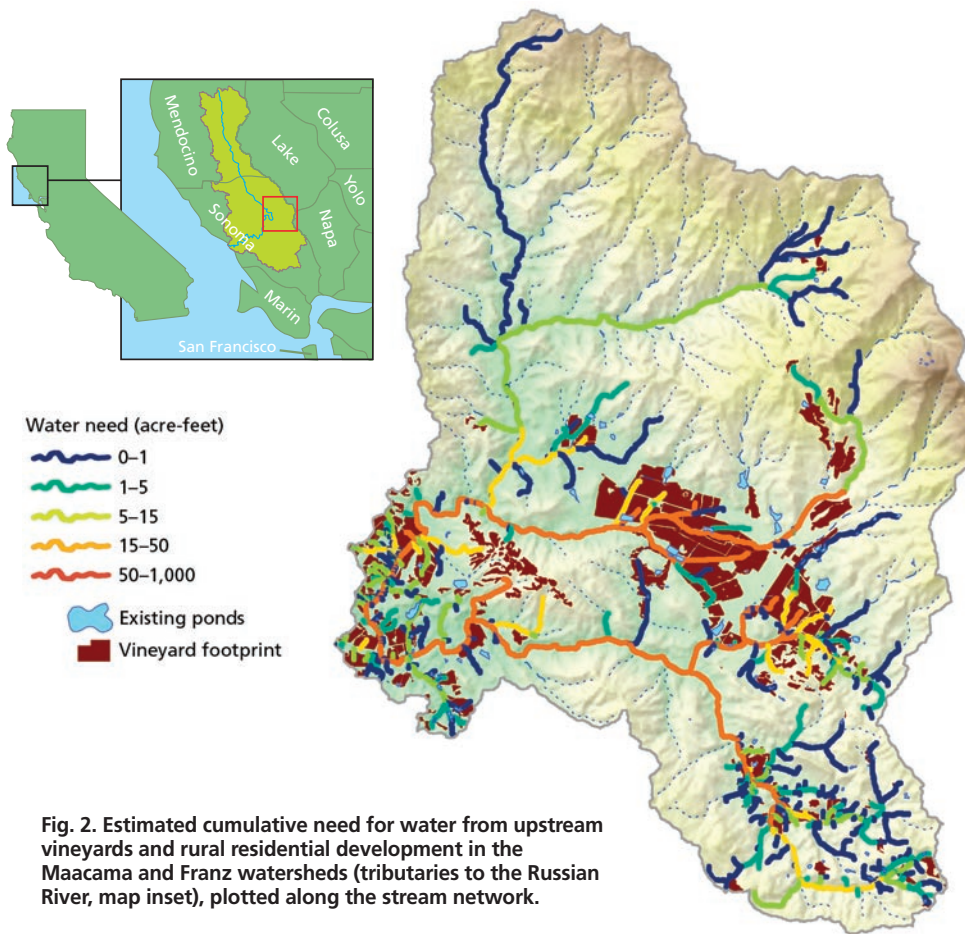 Mendocino
Lake
Colusa
Yolo
Sonoma
Napa
Marin
San Francisco
Water need (acre-feet)
0–1
1–5
5–15
15–50
50–1,000
Existing ponds
Vineyard footprint
Fig. 2. Estimated cumulative need for water from upstream
vineyards and rural residential development in the
Maacama and Franz watersheds (tributaries to the Russian
River, map inset), plotted along the stream network.